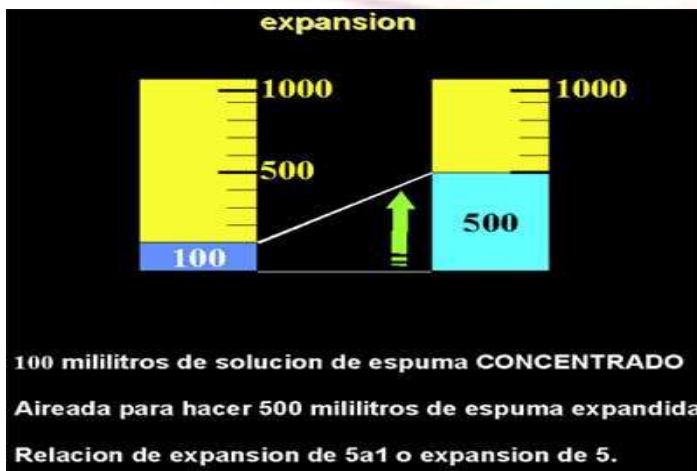 expansion
1000
500
100
1000
500
100 mililitros de solucion de espuma CONCENTRADO
Aireada para hacer 500 mililitros de espuma expandida
Relacion de expansion de 5a1 o expansion de 5.